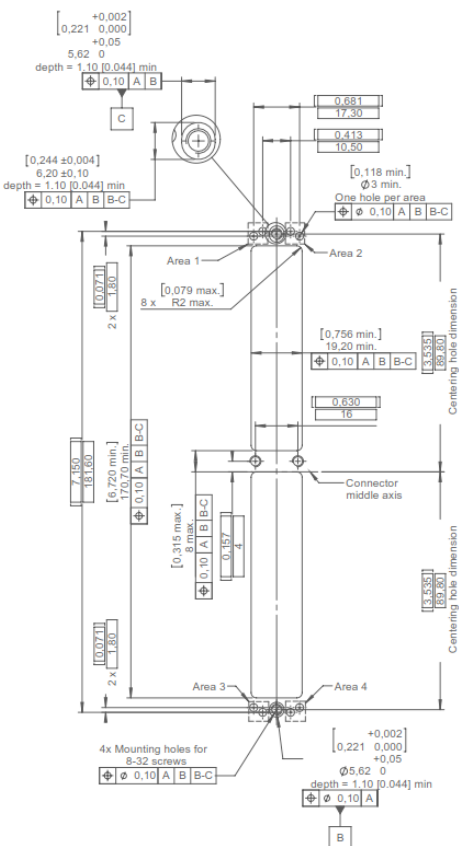 +0,002
[0,221 0,000]
+0,05
5,62 0
depth = 1.10 [0.044] min
⌖ 0,10 A B
C
[0,244 ±0,004]
6,20 ±0,10
depth = 1.10 [0.044] min
⌖ 0,10 A B B-C
[0,681]
17,30
[0,413]
10,50
[0,118 min.]
Ø3 min.
One hole per area
⌖ ø 0,10 A B B-C
Area 1
Area 2
[0,079 max.]
8 x R2 max.
[0,071]
2 x 1,80
[0,756 min.]
19,20 min.
⌖ 0,10 A B B-C
[3,535]
89,80
Centering hole dimension
[0,630]
16
[7,150]
181,60
[6,720 min.]
170,70 min.
⌖ 0,10 A B B-C
[0,315 max.]
8 max.
⌖ 0,10 A B B-C
[0,157]
4
Connector
middle axis
[3,535]
89,80
Centering hole dimension
[0,071]
2 x 1,80
Area 3
Area 4
4x Mounting holes for
8-32 screws
⌖ ø 0,10 A B B-C
+0,002
[0,221 0,000]
+0,05
Ø5,62 0
depth = 1.10 [0.044] min
⌖ ø 0,10 A
B